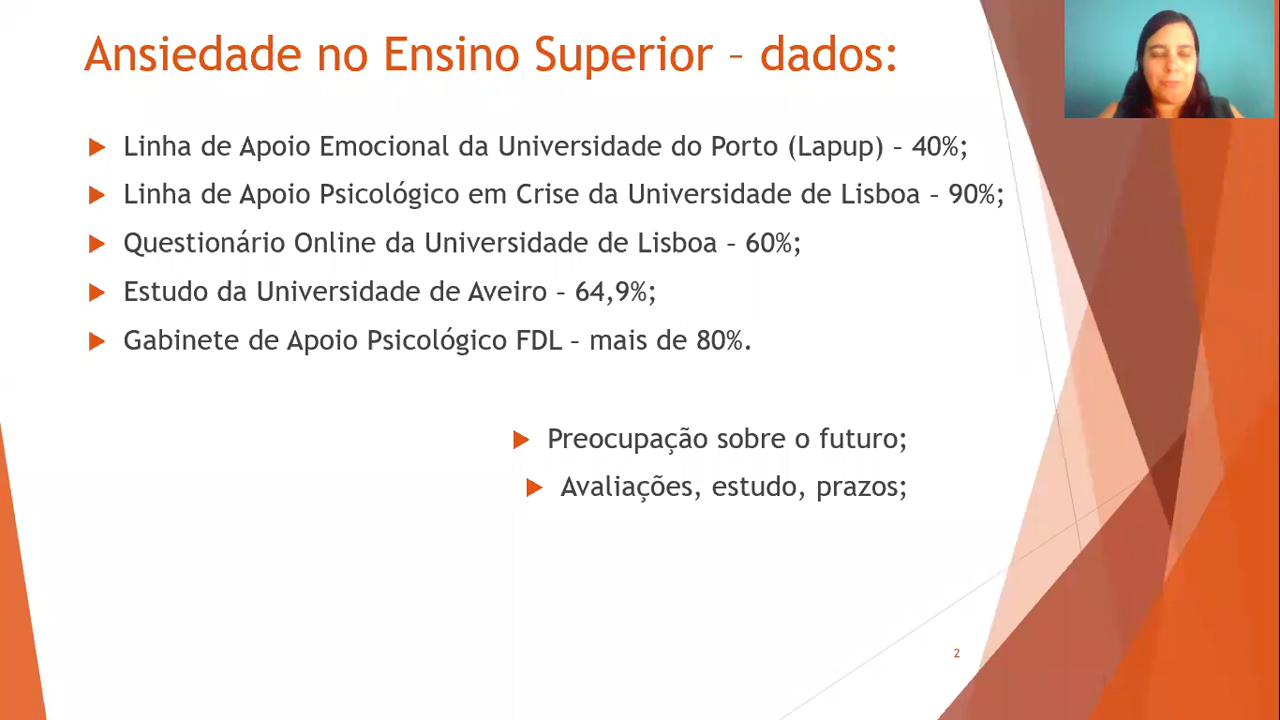 Ansiedade no Ensino Superior – dados:
Linha de Apoio Emocional da Universidade do Porto (Lapup) – 40%;
Linha de Apoio Psicológico em Crise da Universidade de Lisboa – 90%;
Questionário Online da Universidade de Lisboa – 60%;
Estudo da Universidade de Aveiro – 64,9%;
Gabinete de Apoio Psicológico FDL – mais de 80%.
Preocupação sobre o futuro;
Avaliações, estudo, prazos;
2